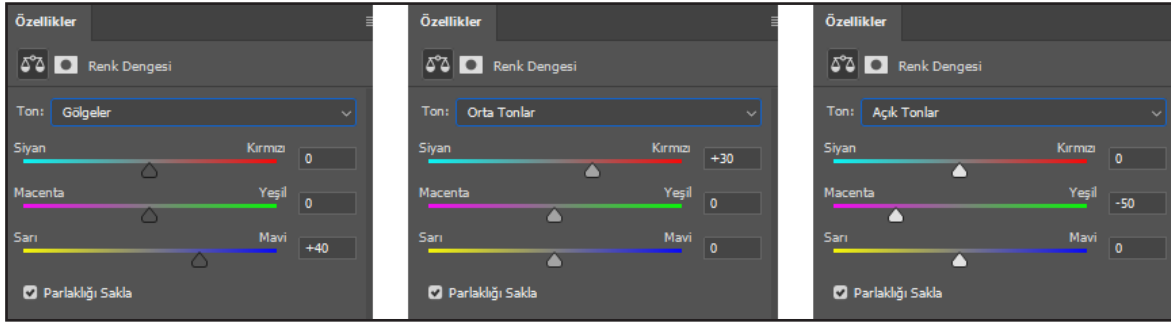 Özellikler
Renk Dengesi
Ton: Gölgeler
Siyan Kırmızı 0
Macenta Yeşil 0
Sarı Mavi +40
Parlaklığı Sakla
Özellikler
Renk Dengesi
Ton: Orta Tonlar
Siyan Kırmızı +30
Macenta Yeşil 0
Sarı Mavi 0
Parlaklığı Sakla
Özellikler
Renk Dengesi
Ton: Açık Tonlar
Siyan Kırmızı 0
Macenta Yeşil -50
Sarı Mavi 0
Parlaklığı Sakla